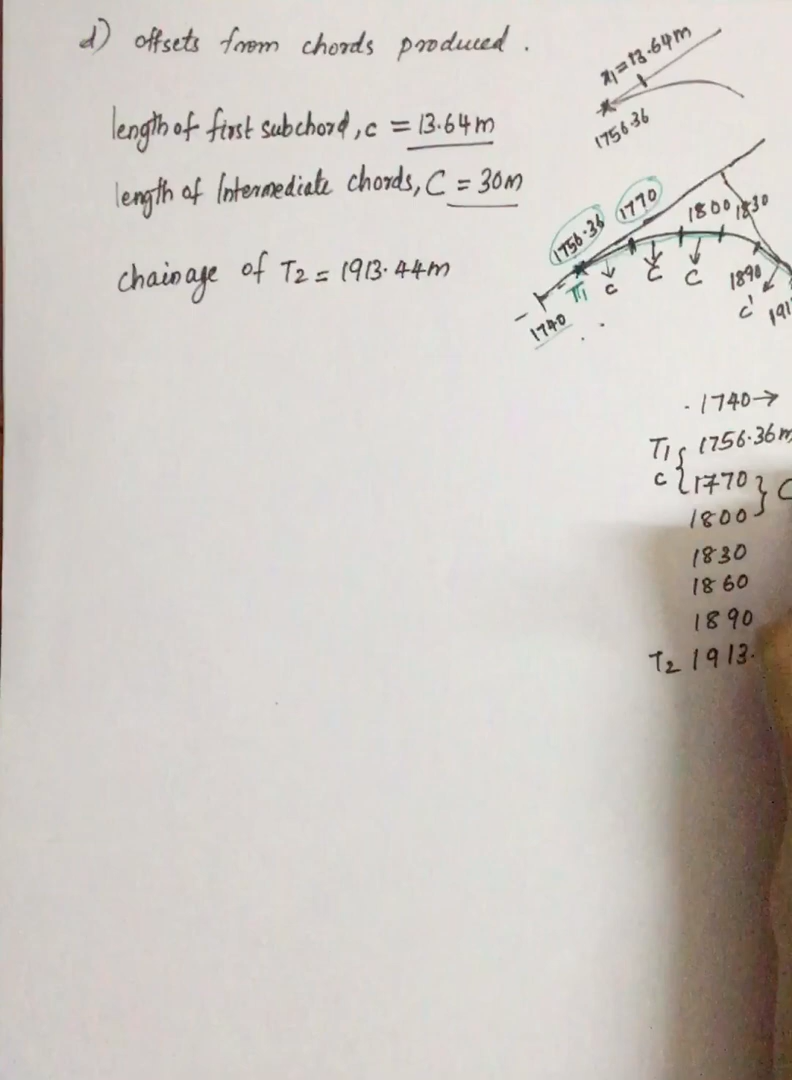 d) offsets from chords produced.
x1=13.64m
1756.36
length of first subchord, c = 13.64m
length of Intermediate chords, C = 30m
chainage of T2 = 1913.44m
1756.36
1770
1800
1830
T1
c
C
C
1890
c'
191
1740
. 1740→
T1 1756.36m
c 1770
C
1800
1830
1860
1890
T2 1913.